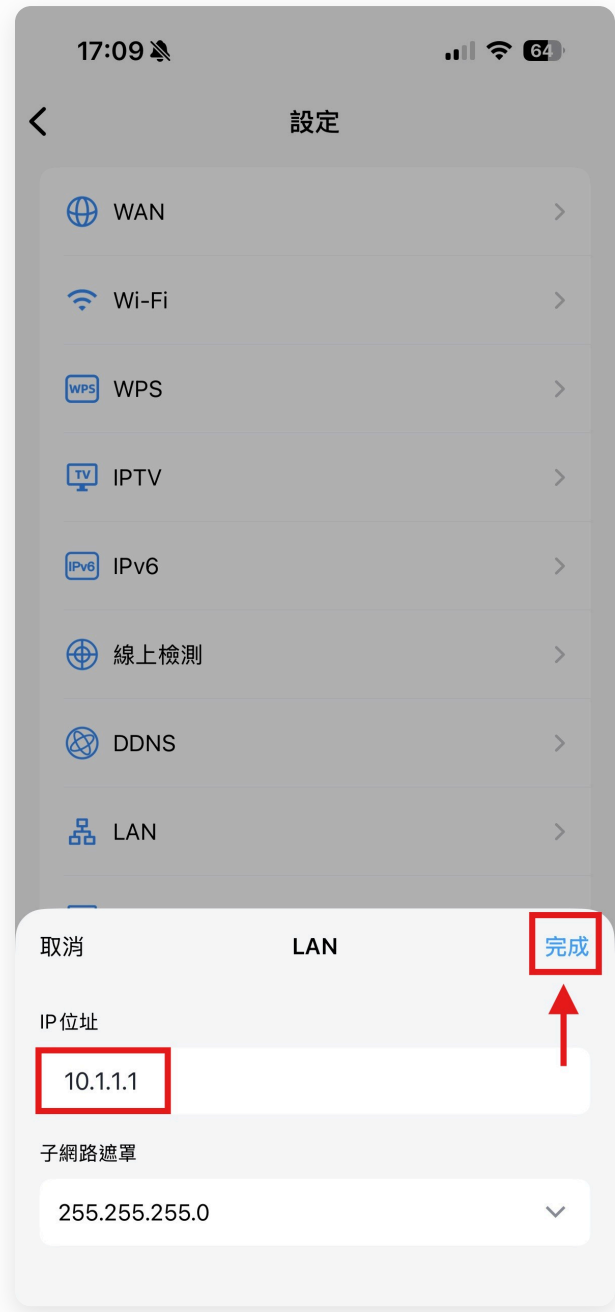 17:09
64
設定
WAN
Wi-Fi
WPS WPS
TV IPTV
IPv6 IPv6
線上檢測
DDNS
LAN
取消 LAN 完成
IP位址
10.1.1.1
子網路遮罩
255.255.255.0